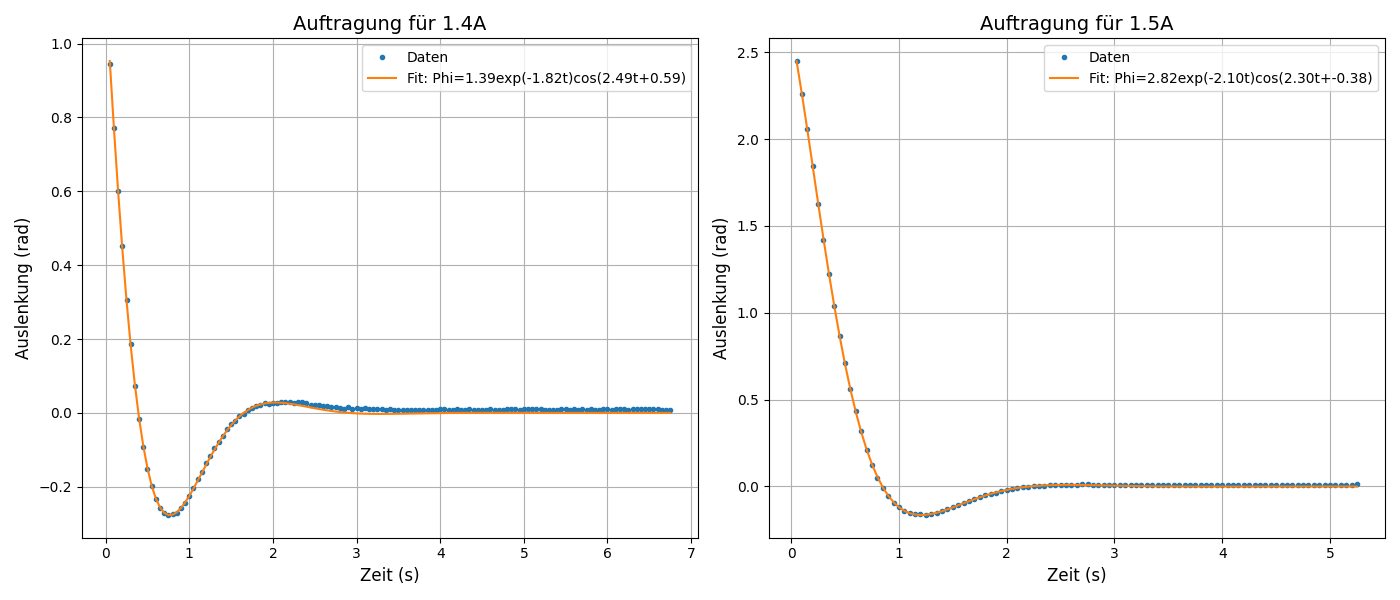 Auftragung für 1.4A
Daten
Fit: Phi=1.39exp(-1.82t)cos(2.49t+0.59)
Auslenkung (rad)
1.0
0.8
0.6
0.4
0.2
0.0
−0.2
0
1
2
3
4
5
6
7
Zeit (s)
Auftragung für 1.5A
Daten
Fit: Phi=2.82exp(-2.10t)cos(2.30t+-0.38)
Auslenkung (rad)
2.5
2.0
1.5
1.0
0.5
0.0
0
1
2
3
4
5
Zeit (s)